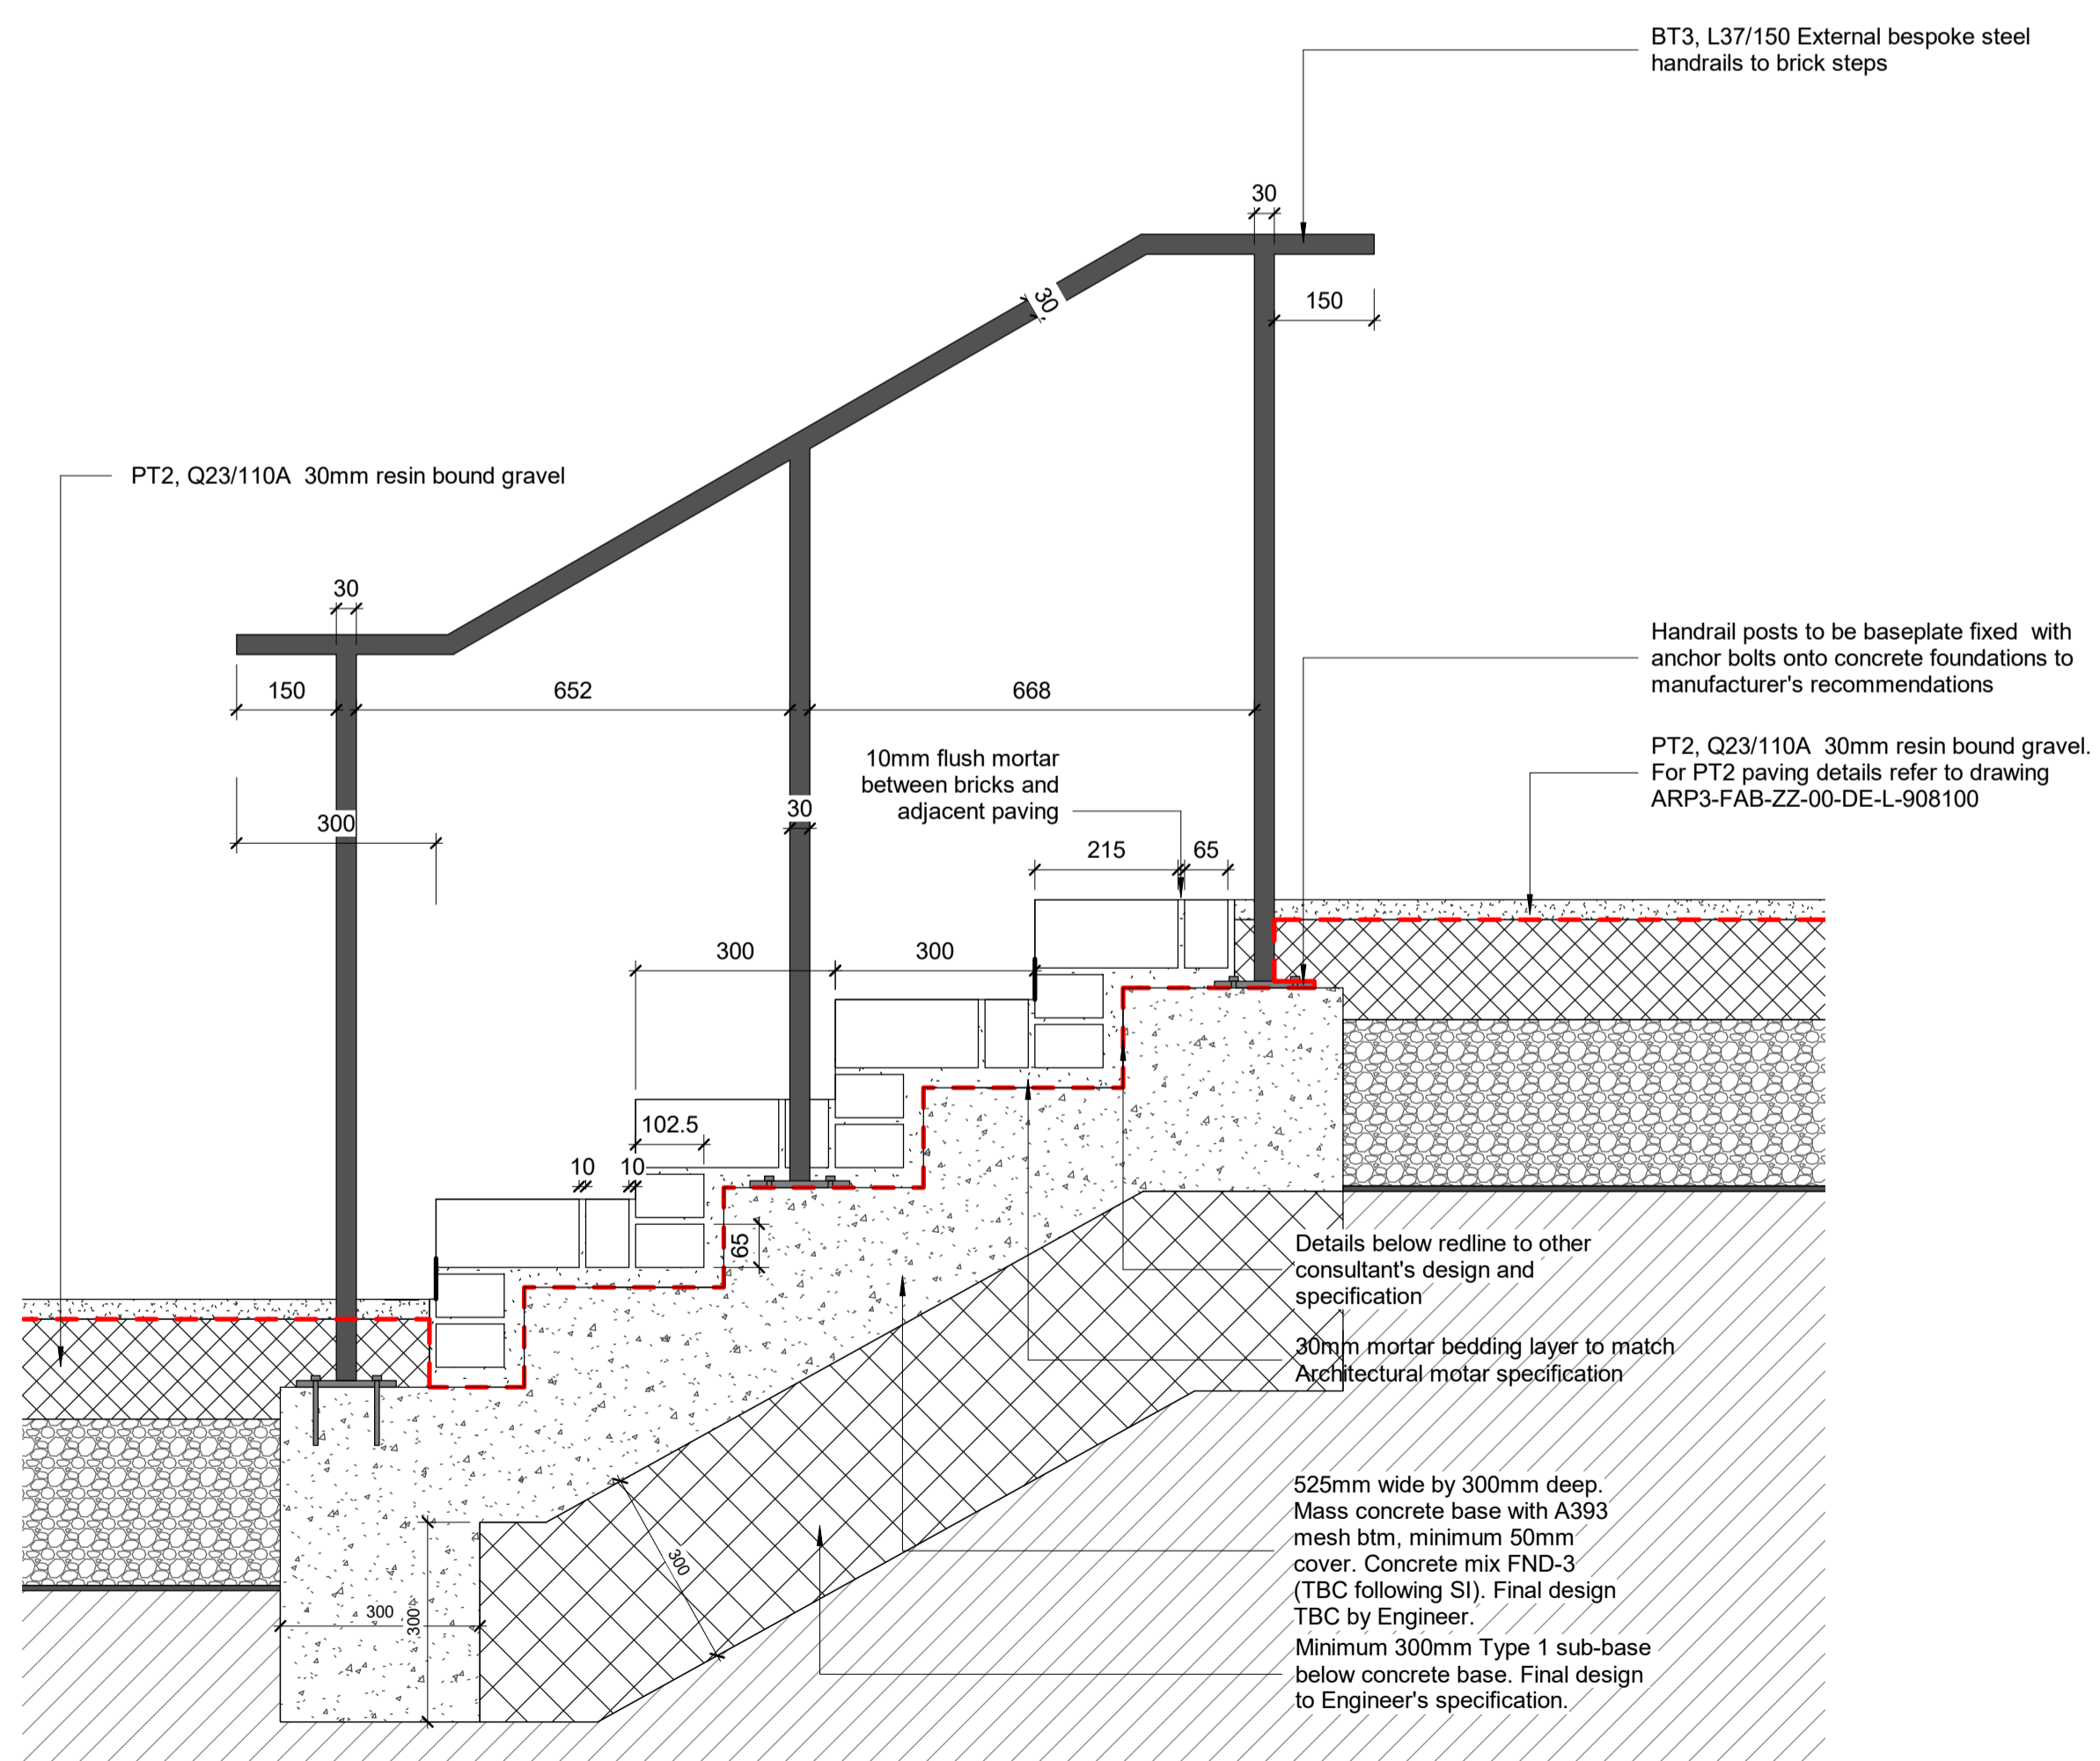 BT3, L37/150 External bespoke steel
handrails to brick steps
30
30
150
PT2, Q23/110A  30mm resin bound gravel
30
150
652
668
Handrail posts to be baseplate fixed  with
anchor bolts onto concrete foundations to
manufacturer's recommendations
PT2, Q23/110A  30mm resin bound gravel.
For PT2 paving details refer to drawing
ARP3-FAB-ZZ-00-DE-L-908100
10mm flush mortar
between bricks and
adjacent paving
30
300
215
65
300
300
102.5
10
10
65
Details below redline to other
consultant's design and
specification
30mm mortar bedding layer to match
Architectural motar specification
525mm wide by 300mm deep.
Mass concrete base with A393
mesh btm, minimum 50mm
cover. Concrete mix FND-3
(TBC following SI). Final design
TBC by Engineer.
300
300
300
Minimum 300mm Type 1 sub-base
below concrete base. Final design
to Engineer's specification.